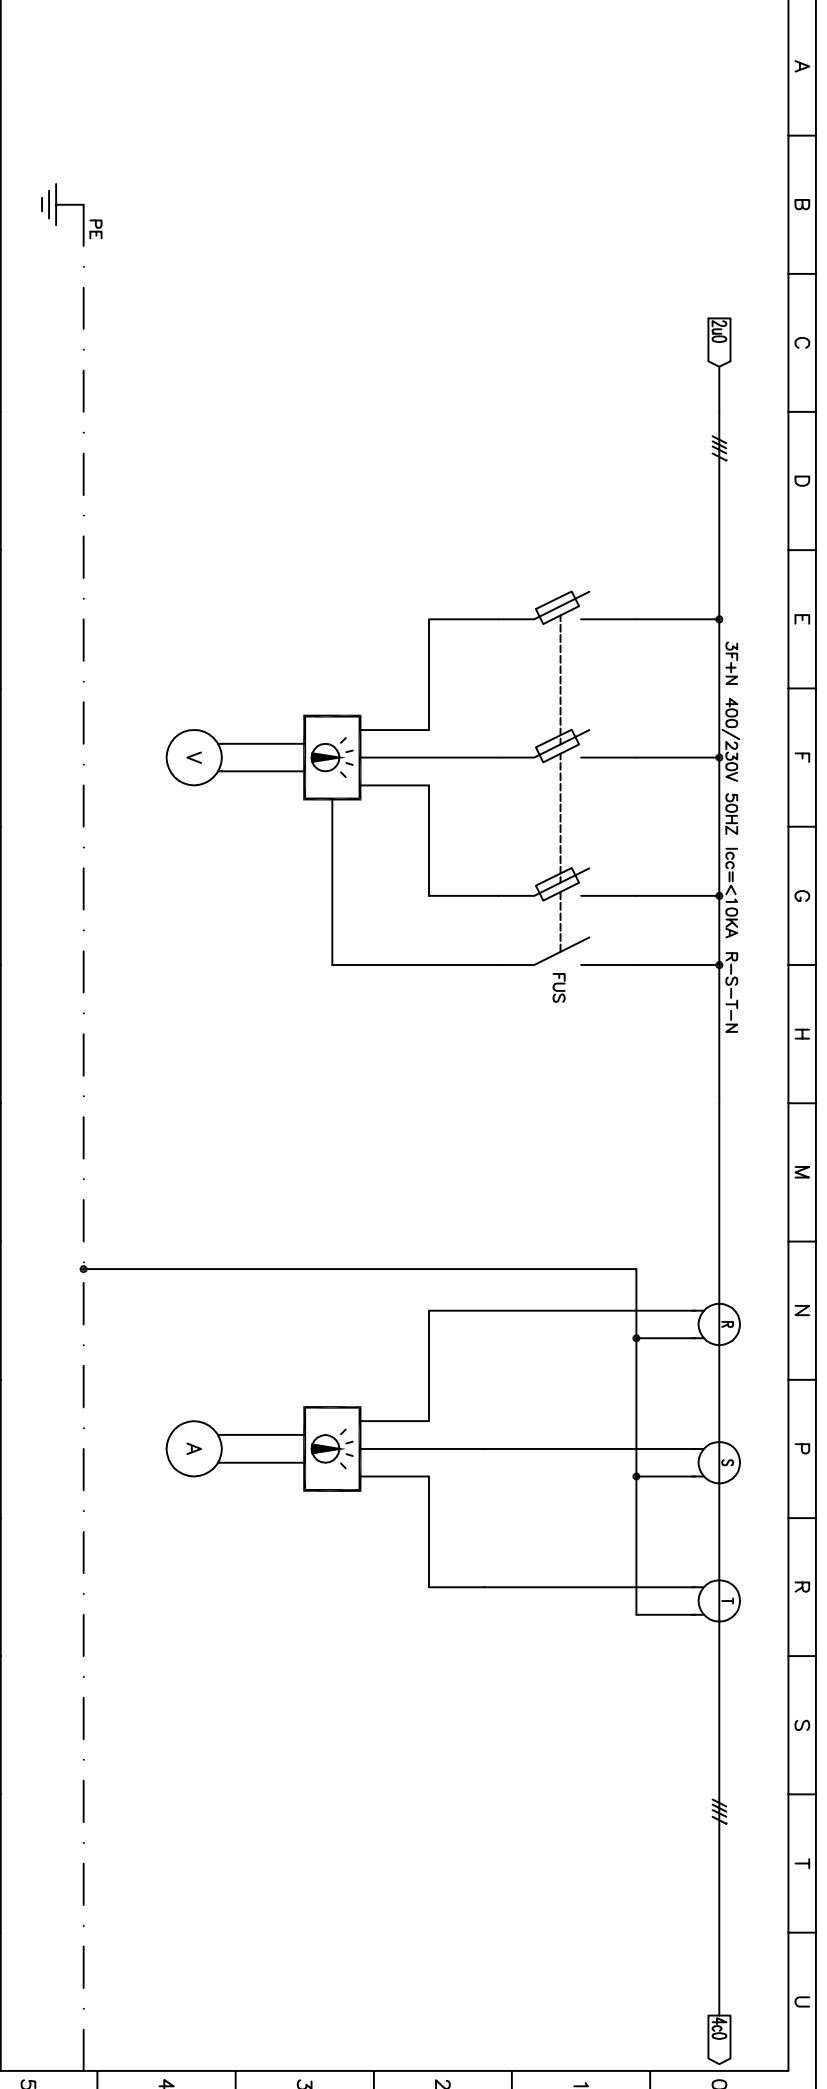 A
B
C
D
E
F
G
H
M
N
P
R
S
T
U
0
1
2
3
4
5
2u0
4c0
3F+N 400/230V 50HZ Icc=<10KA R-S-T-N
R
S
T
FUS
V
A
PE